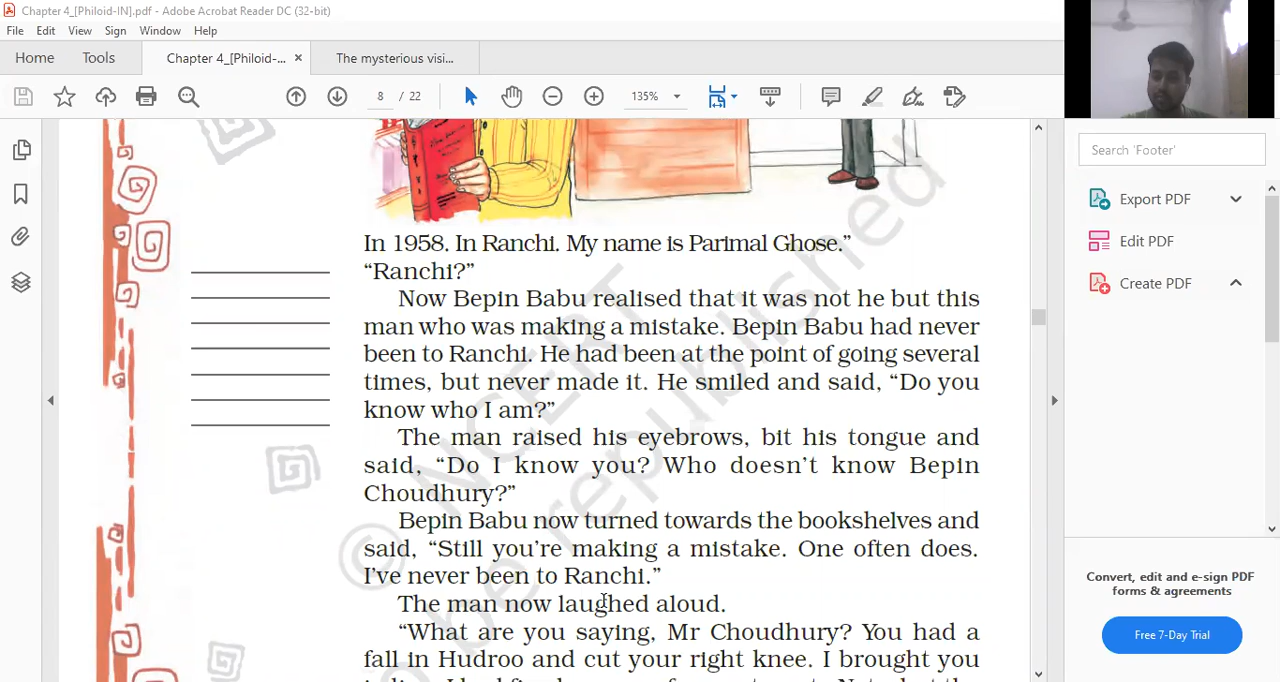 Chapter 4_[Philoid-IN].pdf - Adobe Acrobat Reader DC (32-bit)
File Edit View Sign Window Help
Home Tools Chapter 4_[Philoid-... × The mysterious visi...
8 / 22 135%
Search 'Footer'
Export PDF
Edit PDF
Create PDF
In 1958. In Ranchi. My name is Parimal Ghose.”
“Ranchi?”
Now Bepin Babu realised that it was not he but this
man who was making a mistake. Bepin Babu had never
been to Ranchi. He had been at the point of going several
times, but never made it. He smiled and said, “Do you
know who I am?”
The man raised his eyebrows, bit his tongue and
said, “Do I know you? Who doesn’t know Bepin
Choudhury?”
Bepin Babu now turned towards the bookshelves and
said, “Still you’re making a mistake. One often does.
I’ve never been to Ranchi.”
The man now laughed aloud.
“What are you saying, Mr Choudhury? You had a
fall in Hudroo and cut your right knee. I brought you
© NCERT
be republished
Convert, edit and e-sign PDF
forms & agreements
Free 7-Day Trial